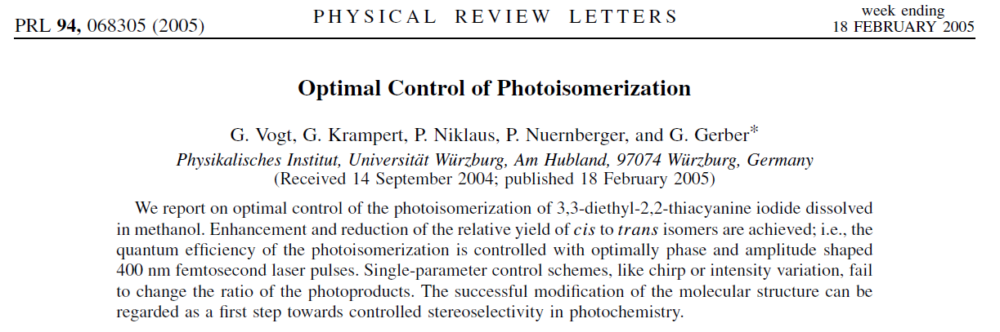 PRL 94, 068305 (2005)
PHYSICAL REVIEW LETTERS
week ending
18 FEBRUARY 2005
Optimal Control of Photoisomerization
G. Vogt, G. Krampert, P. Niklaus, P. Nuernberger, and G. Gerber*
Physikalisches Institut, Universität Würzburg, Am Hubland, 97074 Würzburg, Germany
(Received 14 September 2004; published 18 February 2005)
We report on optimal control of the photoisomerization of 3,3-diethyl-2,2-thiacyanine iodide dissolved
in methanol. Enhancement and reduction of the relative yield of cis to trans isomers are achieved; i.e., the
quantum efficiency of the photoisomerization is controlled with optimally phase and amplitude shaped
400 nm femtosecond laser pulses. Single-parameter control schemes, like chirp or intensity variation, fail
to change the ratio of the photoproducts. The successful modification of the molecular structure can be
regarded as a first step towards controlled stereoselectivity in photochemistry.